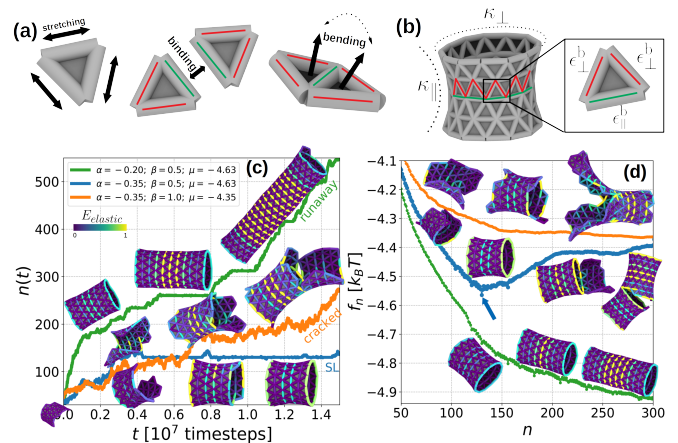 (a)
stretching
binding
bending
(b)
κ⊥
κ∥
ϵ^b_⊥
ϵ^b_⊥
ϵ^b_∥
(c)
α = −0.20; β = 0.5; μ = −4.63
α = −0.35; β = 0.5; μ = −4.63
α = −0.35; β = 1.0; μ = −4.35
E_elastic
0
1
runaway
cracked
SL
n(t)
500
400
300
200
100
0.0 0.2 0.4 0.6 0.8 1.0 1.2 1.4
t [10^7 timesteps]
(d)
f_n [k_BT]
−4.1
−4.2
−4.3
−4.4
−4.5
−4.6
−4.7
−4.8
−4.9
50 100 150 200 250 300
n